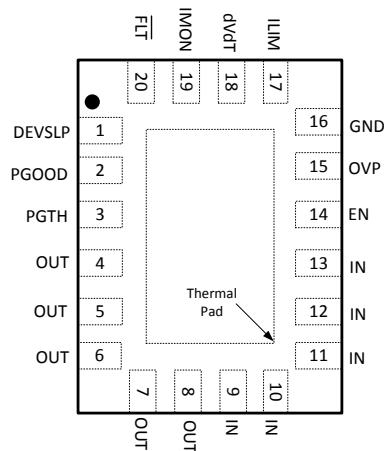 FLT
IMON
dVdT
ILIM
20
19
18
17
DEVSLP 1
PGOOD 2
PGTH 3
OUT 4
OUT 5
OUT 6
16 GND
15 OVP
14 EN
13 IN
12 IN
11 IN
Thermal
Pad
7
8
9
10
OUT
OUT
IN
IN